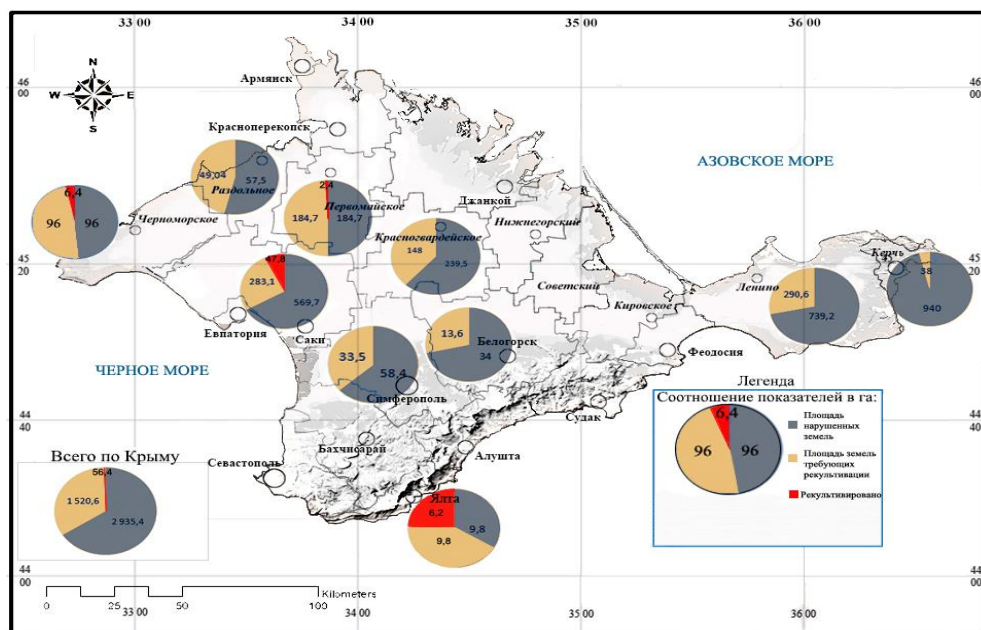 33 00
34 00
35 00
36 00
46 00
46 00
N
W E
S
Армянск
Красноперекопск
АЗОВСКОЕ МОРЕ
49,04
57,5
Раздольное
2,4
Первомайское
184,7
184,7
Джанкой
6,4
96
96
Черноморское
Нижнегорский
Красногвардейское
148
239,5
Керчь
38
940
45 20
45 20
47,8
283,1
569,7
Советский
Ленино
290,6
739,2
Кировское
Евпатория
Саки
13,6
Белогорск
34
33,5
58,4
Симферополь
Феодосия
ЧЕРНОЕ МОРЕ
Судак
Легенда
Соотношение показателей в га:
6,4
96
96
Площадь
нарушенных
земель
Площадь земель
требующих
рекультивации
Рекультивировано
44 40
44 40
Бахчисарай
Алушта
Севастополь
Всего по Крыму
56,4
1 520,6
2 935,4
Ялта
6,2
9,8
9,8
44 00
44 00
Kilometers
0 25 50 100
33 00
34 00
35 00
36 00